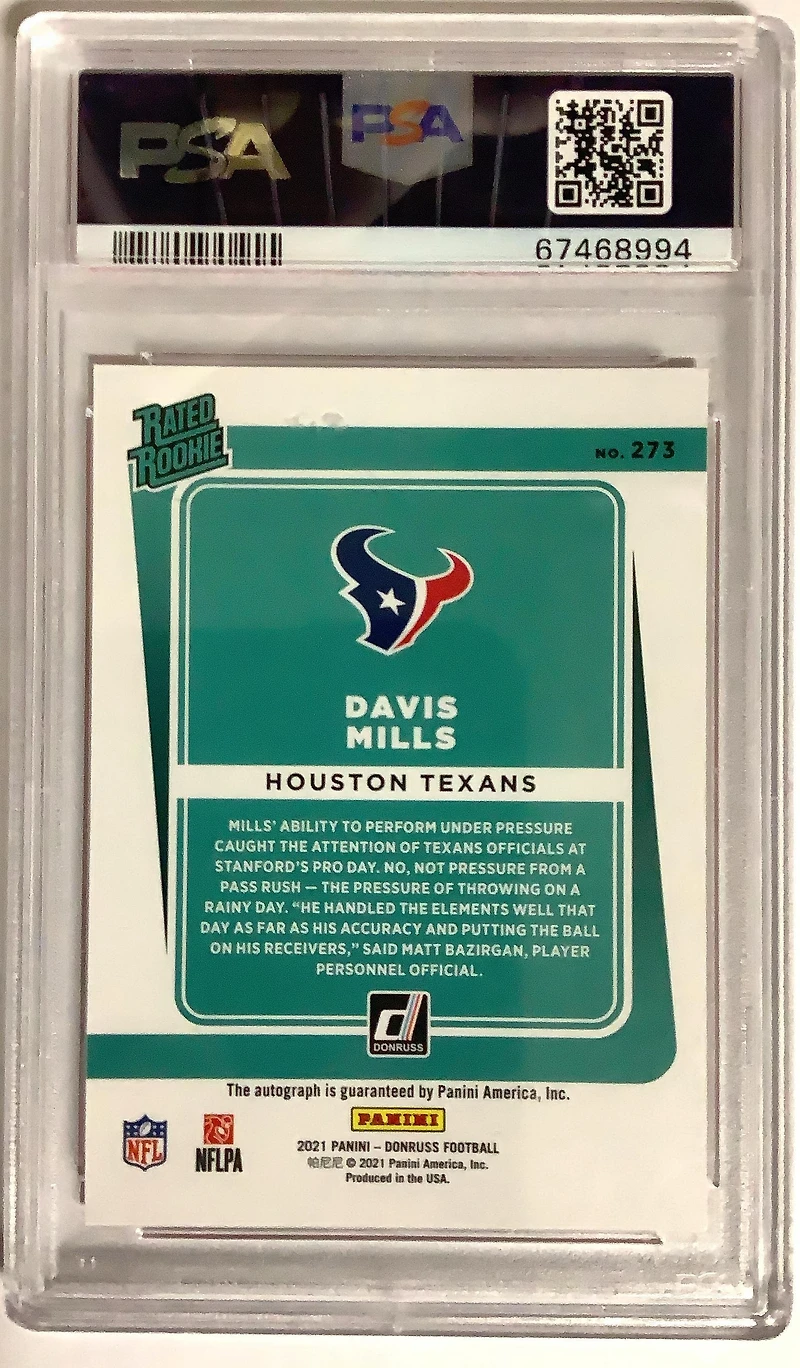 PSA PSA
67468994
RATED
ROOKIE
NO. 273
DAVIS
MILLS
HOUSTON TEXANS
MILLS' ABILITY TO PERFORM UNDER PRESSURE
CAUGHT THE ATTENTION OF TEXANS OFFICIALS AT
STANFORD'S PRO DAY. NO, NOT PRESSURE FROM A
PASS RUSH — THE PRESSURE OF THROWING ON A
RAINY DAY. “HE HANDLED THE ELEMENTS WELL THAT
DAY AS FAR AS HIS ACCURACY AND PUTTING THE BALL
ON HIS RECEIVERS,” SAID MATT BAZIRGAN, PLAYER
PERSONNEL OFFICIAL.
DONRUSS
The autograph is guaranteed by Panini America, Inc.
PANINI
NFL NFLPA
2021 PANINI – DONRUSS FOOTBALL
帕尼尼 © 2021 Panini America, Inc.
Produced in the USA.